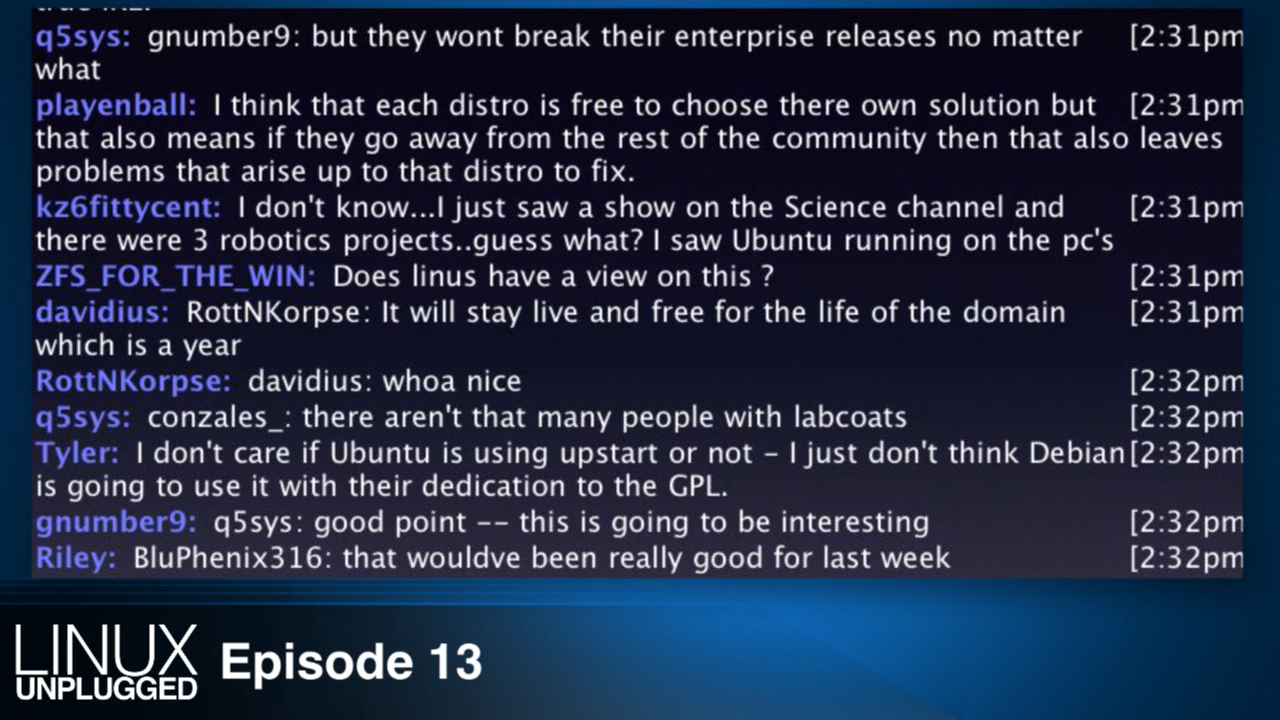 q5sys: gnumber9: but they wont break their enterprise releases no matter [2:31pm
what
playenball: I think that each distro is free to choose there own solution but [2:31pm
that also means if they go away from the rest of the community then that also leaves
problems that arise up to that distro to fix.
kz6fittycent: I don't know...I just saw a show on the Science channel and [2:31pm
there were 3 robotics projects..guess what? I saw Ubuntu running on the pc's
ZFS_FOR_THE_WIN: Does linus have a view on this ? [2:31pm
davidius: RottNKorpse: It will stay live and free for the life of the domain [2:31pm
which is a year
RottNKorpse: davidius: whoa nice [2:32pm
q5sys: conzales_: there aren't that many people with labcoats [2:32pm
Tyler: I don't care if Ubuntu is using upstart or not – I just don't think Debian [2:32pm
is going to use it with their dedication to the GPL.
gnumber9: q5sys: good point -- this is going to be interesting [2:32pm
Riley: BluPhenix316: that wouldve been really good for last week [2:32pm
LINUX
UNPLUGGED
Episode 13